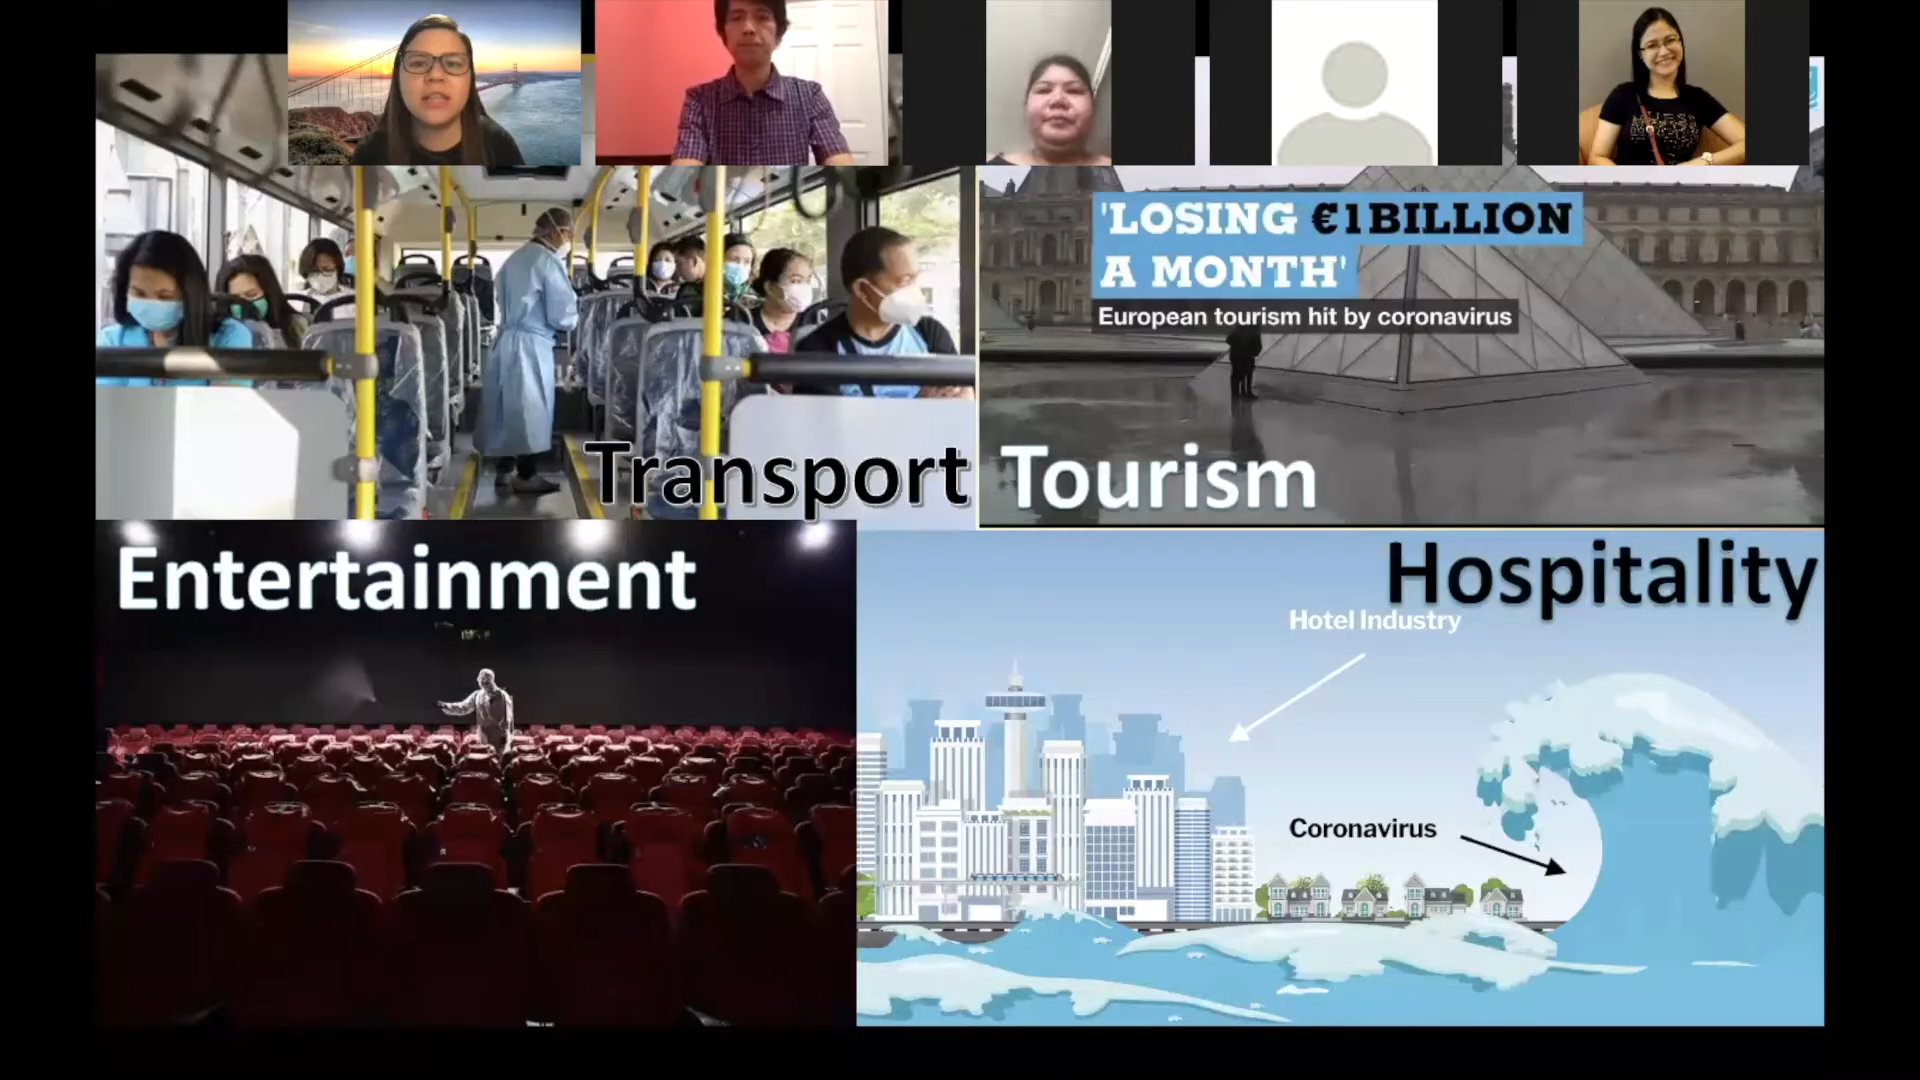 'LOSING €1BILLION
A MONTH'
European tourism hit by coronavirus
Transport
Tourism
Entertainment
Hospitality
Hotel Industry
Coronavirus